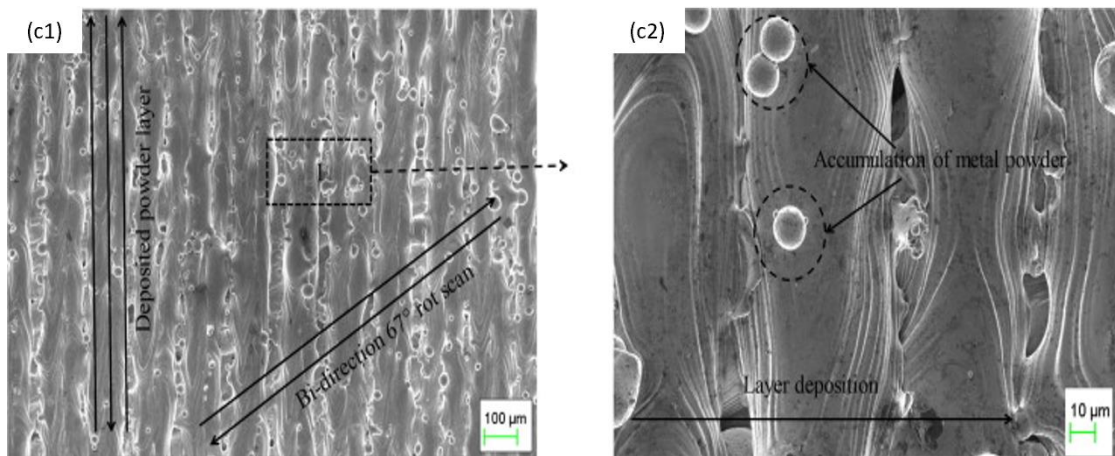 (c1)
Deposited powder layer
Bi-direction 67° rot scan
100 µm
(c2)
Accumulation of metal powder
Layer deposition
10 µm